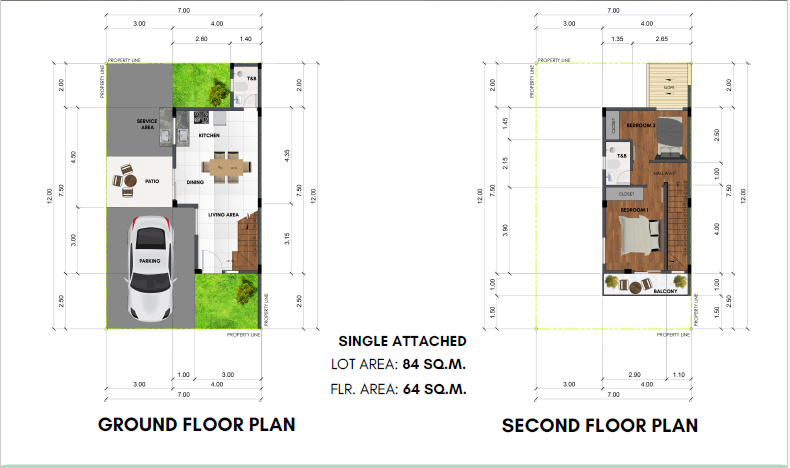 7.00
3.00 4.00
2.60 1.40
PROPERTY LINE
PROPERTY LINE
T&B
SERVICE
AREA
KITCHEN
PATIO
DINING
LIVING AREA
PARKING
PROPERTY LINE
PROPERTY LINE
12.00
2.00
4.50
7.50
3.00
2.50
2.00
4.35
7.50
12.00
3.15
2.50
1.00 3.00
3.00 4.00
7.00
GROUND FLOOR PLAN
SINGLE ATTACHED
LOT AREA: 84 SQ.M.
FLR. AREA: 64 SQ.M.
7.00
3.00 4.00
1.35 2.65
PROPERTY LINE
PROPERTY LINE
ROOF
CLOSET
BEDROOM 2
T&B
HALLWAY
CLOSET
BEDROOM 1
BALCONY
PROPERTY LINE
PROPERTY LINE
12.00
2.00
7.50
2.50
1.45
2.15
3.90
1.00
1.50
2.00
2.50
1.00
4.00
7.50
12.00
1.00
1.50
2.50
2.90 1.10
3.00 4.00
7.00
SECOND FLOOR PLAN